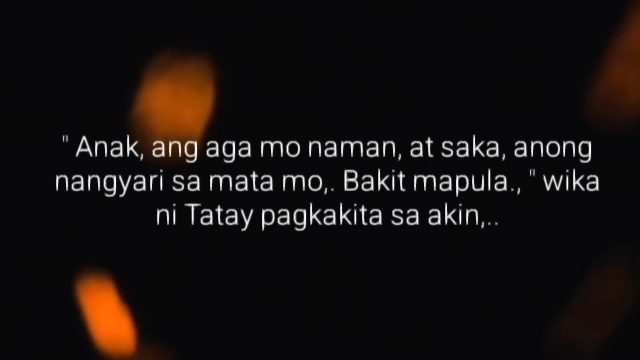 " Anak, ang aga mo naman, at saka, anong
nangyari sa mata mo,. Bakit mapula., " wika
ni Tatay pagkakita sa akin,..